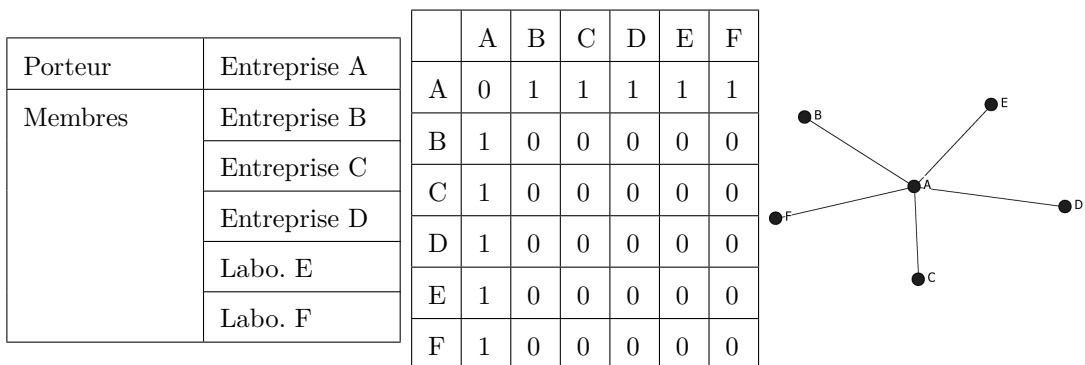 Porteur Entreprise A
Membres Entreprise B
Entreprise C
Entreprise D
Labo. E
Labo. F
A B C D E F
A 0 1 1 1 1 1
B 1 0 0 0 0 0
C 1 0 0 0 0 0
D 1 0 0 0 0 0
E 1 0 0 0 0 0
F 1 0 0 0 0 0
E
B
A
D
F
C